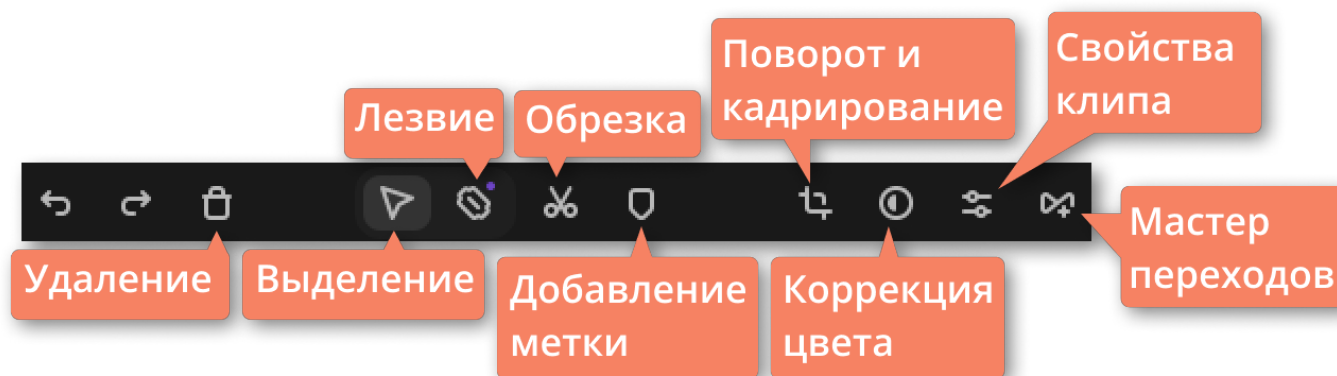 Поворот и
кадрирование
Свойства
клипа
Лезвие
Обрезка
Удаление
Выделение
Добавление
метки
Коррекция
цвета
Мастер
переходов